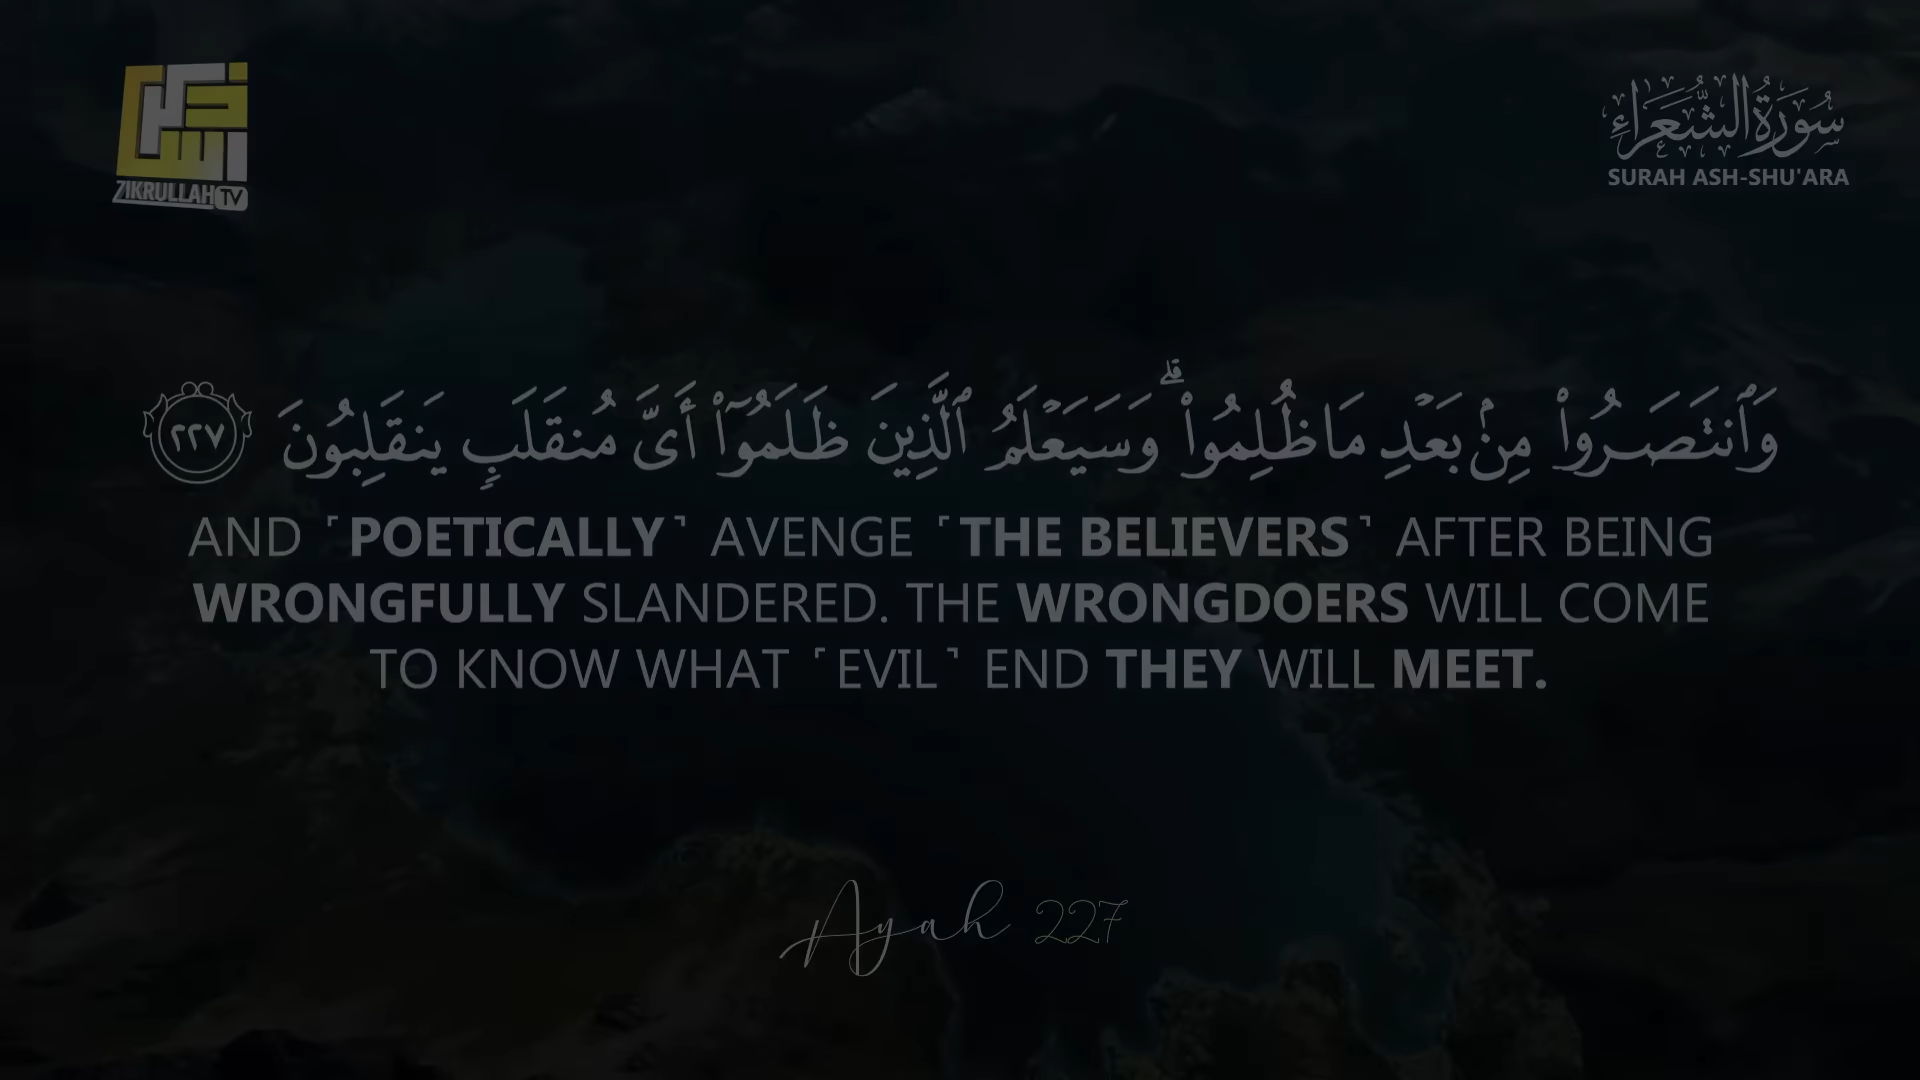 ZIKRULLAH TV
سُورَةُ الشُّعَرَاءِ
SURAH ASH-SHU'ARA
وَٱنتَصَرُوا۟ مِنۢ بَعْدِ مَا ظُلِمُوا۟ ۗ وَسَيَعْلَمُ ٱلَّذِينَ ظَلَمُوٓا۟ أَىَّ مُنقَلَبٍ يَنقَلِبُونَ ٢٢٧
AND ⸢POETICALLY⸣ AVENGE ⸢THE BELIEVERS⸣ AFTER BEING
WRONGFULLY SLANDERED. THE WRONGDOERS WILL COME
TO KNOW WHAT ⸢EVIL⸣ END THEY WILL MEET.
Ayah 227